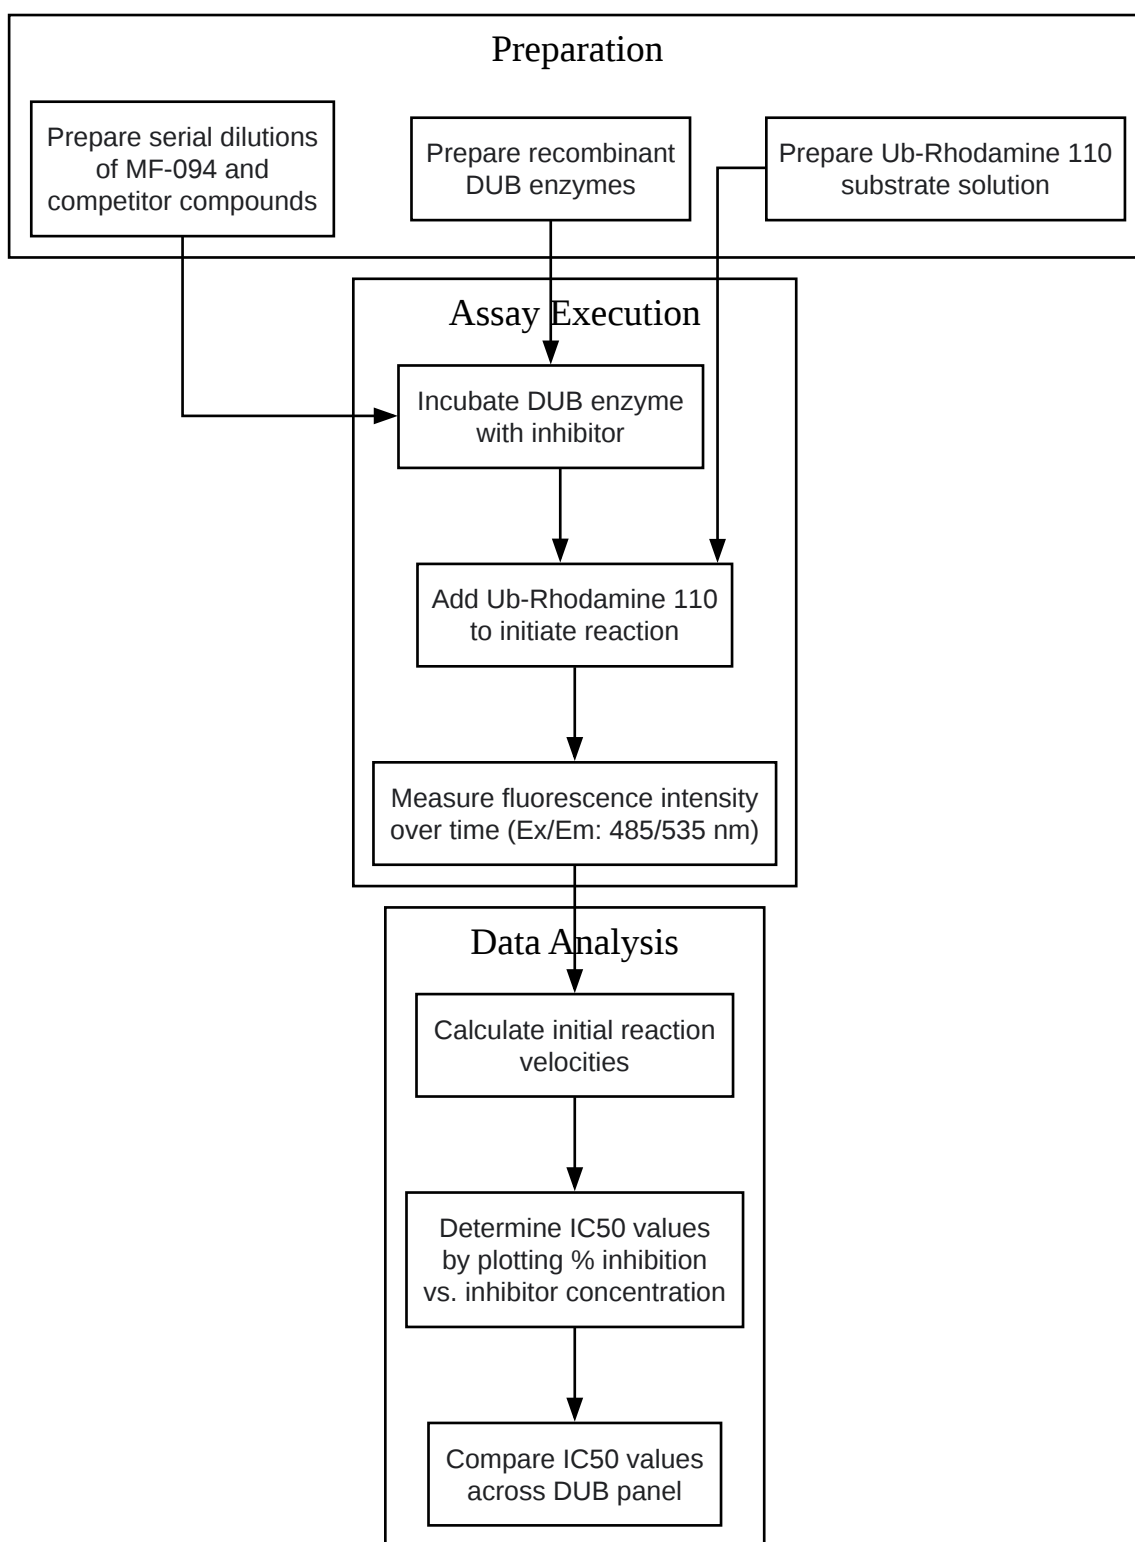 Preparation
Prepare serial dilutions
of MF-094 and
competitor compounds
Prepare recombinant
DUB enzymes
Prepare Ub-Rhodamine 110
substrate solution
Assay Execution
Incubate DUB enzyme
with inhibitor
Add Ub-Rhodamine 110
to initiate reaction
Measure fluorescence intensity
over time (Ex/Em: 485/535 nm)
Data Analysis
Calculate initial reaction
velocities
Determine IC50 values
by plotting % inhibition
vs. inhibitor concentration
Compare IC50 values
across DUB panel